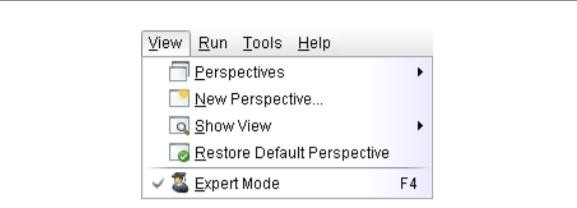 View Run Tools Help
Perspectives
New Perspective...
Show View
Restore Default Perspective
Expert Mode F4